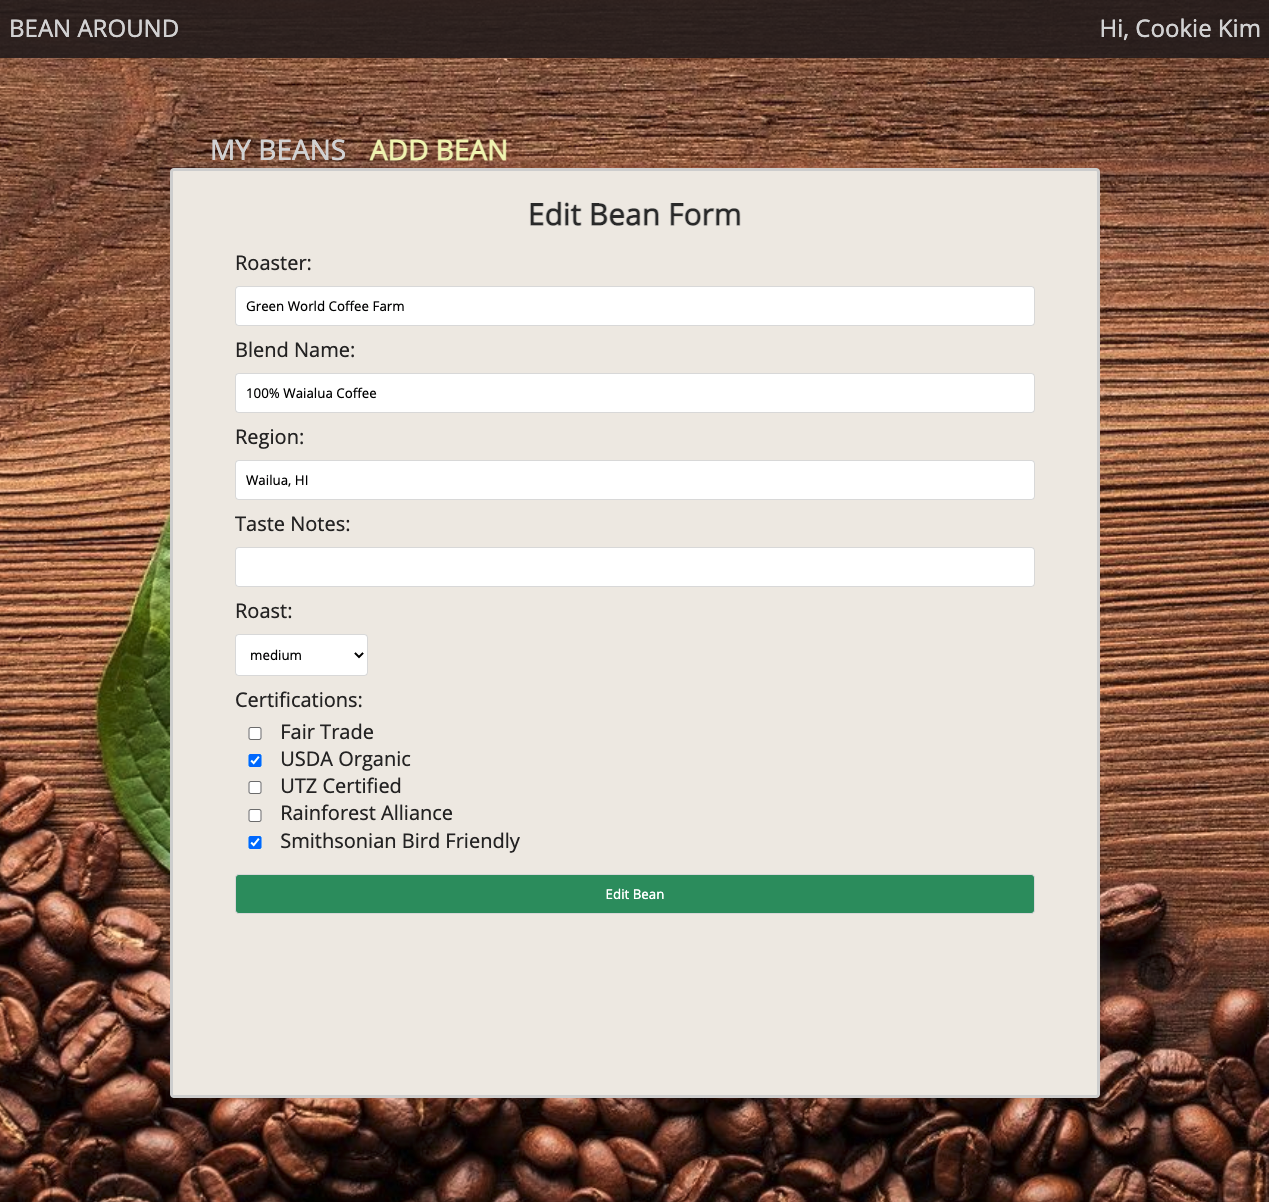 BEAN AROUND
Hi, Cookie Kim
MY BEANS ADD BEAN
Edit Bean Form
Roaster:
Green World Coffee Farm
Blend Name:
100% Waialua Coffee
Region:
Wailua, HI
Taste Notes:
Roast:
medium
Certifications:
Fair Trade
USDA Organic
UTZ Certified
Rainforest Alliance
Smithsonian Bird Friendly
Edit Bean